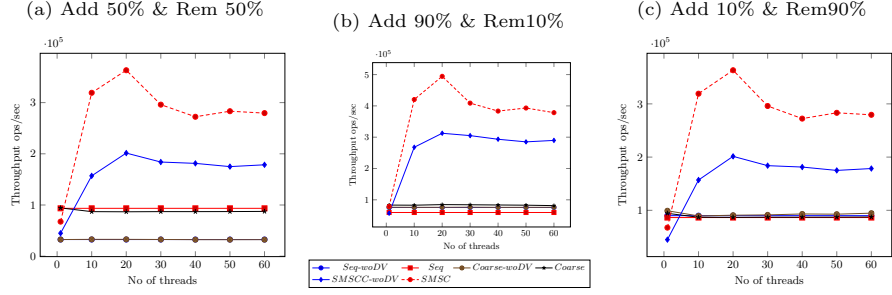 (a) Add 50% & Rem 50%
·10^5
Throughput ops/sec
3
2
1
0
0 10 20 30 40 50 60
No of threads
(b) Add 90% & Rem10%
·10^5
Throughput ops/sec
5
4
3
2
1
0 10 20 30 40 50 60
No of threads
Seq-woDV Seq Coarse-woDV Coarse
SMSCC-woDV SMSC
(c) Add 10% & Rem90%
·10^5
Throughput ops/sec
3
2
1
0 10 20 30 40 50 60
No of threads